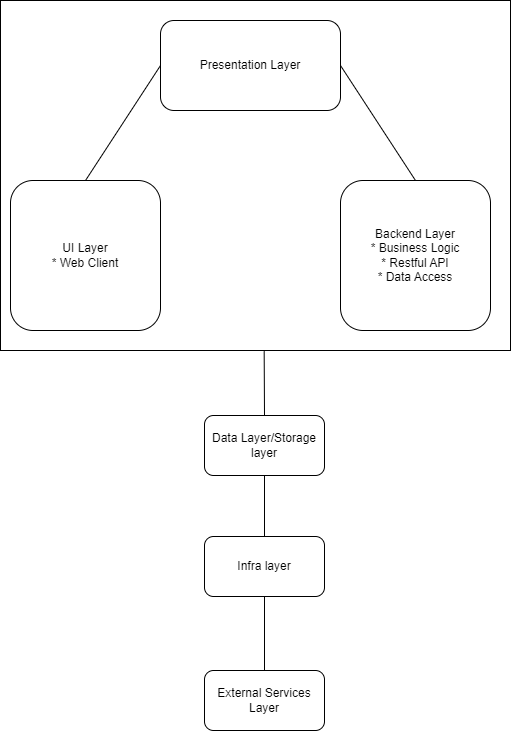 Presentation Layer
UI Layer
* Web Client
Backend Layer
* Business Logic
* Restful API
* Data Access
Data Layer/Storage
layer
Infra layer
External Services
Layer